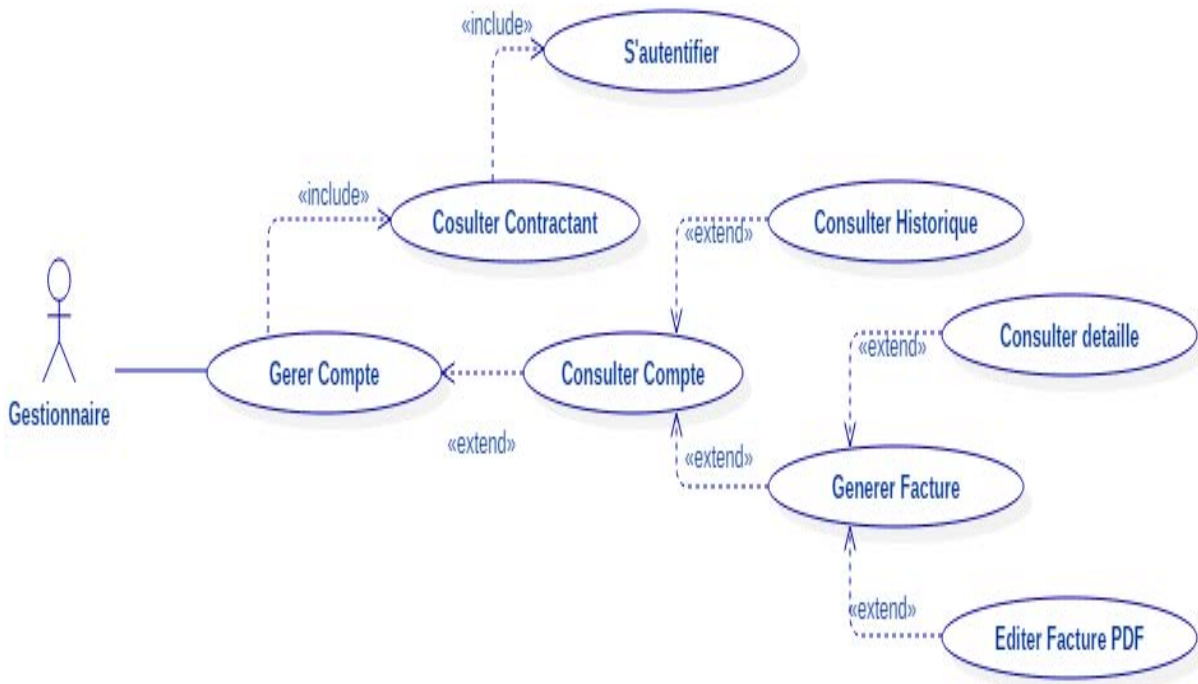 «include»
S'autentifier
«include»
Cosulter Contractant
«extend»
Consulter Historique
«extend»
Consulter detaille
Gestionnaire
Gerer Compte
«extend»
Consulter Compte
«extend»
Generer Facture
«extend»
Editer Facture PDF